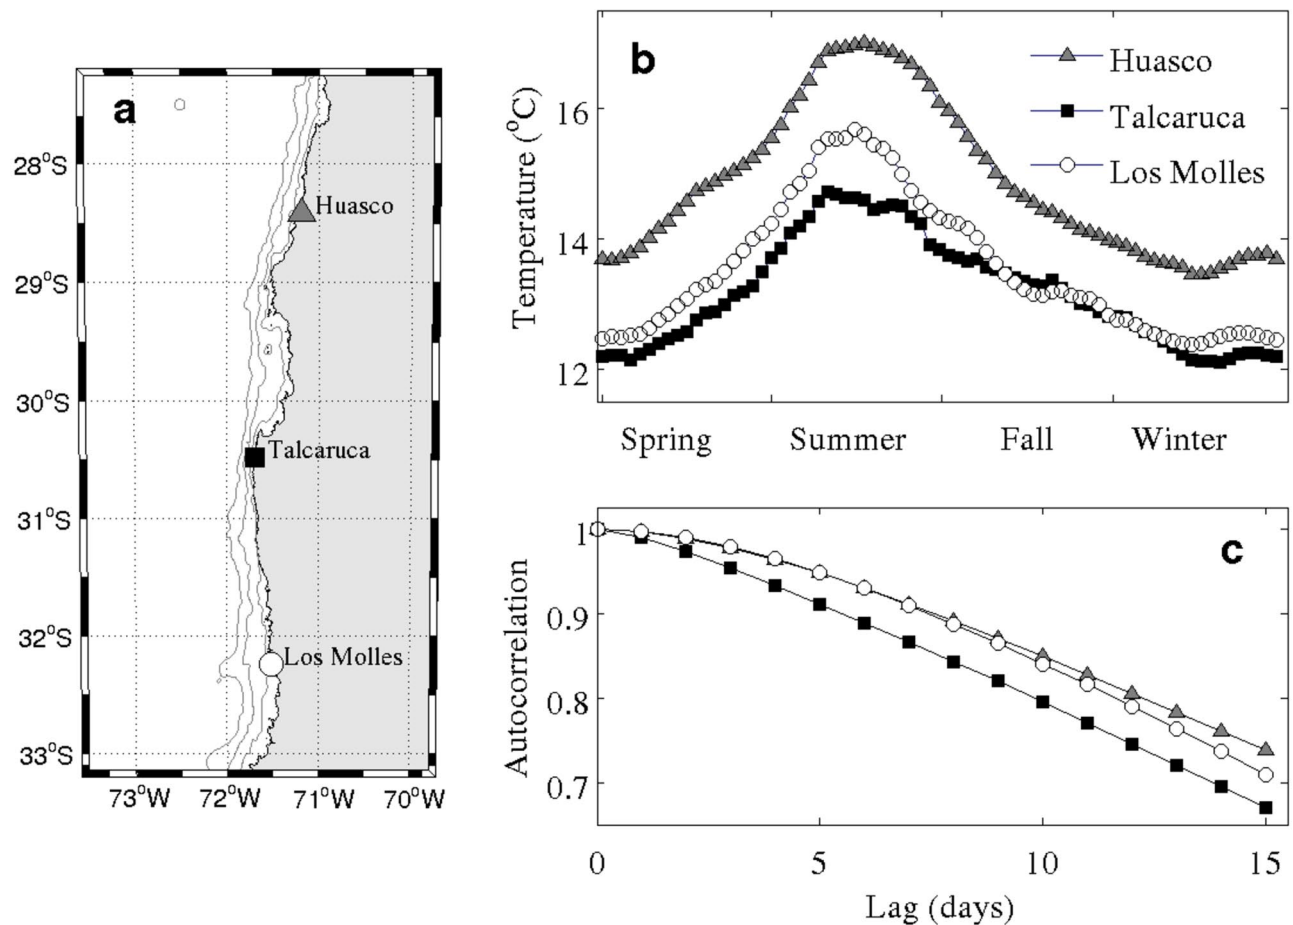 a
28°S
29°S
30°S
31°S
32°S
33°S
73°W 72°W 71°W 70°W
Huasco
Talcaruca
Los Molles
b
Huasco
Talcaruca
Los Molles
Temperature (°C)
16
14
12
Spring Summer Fall Winter
c
Autocorrelation
1
0.9
0.8
0.7
0 5 10 15
Lag (days)